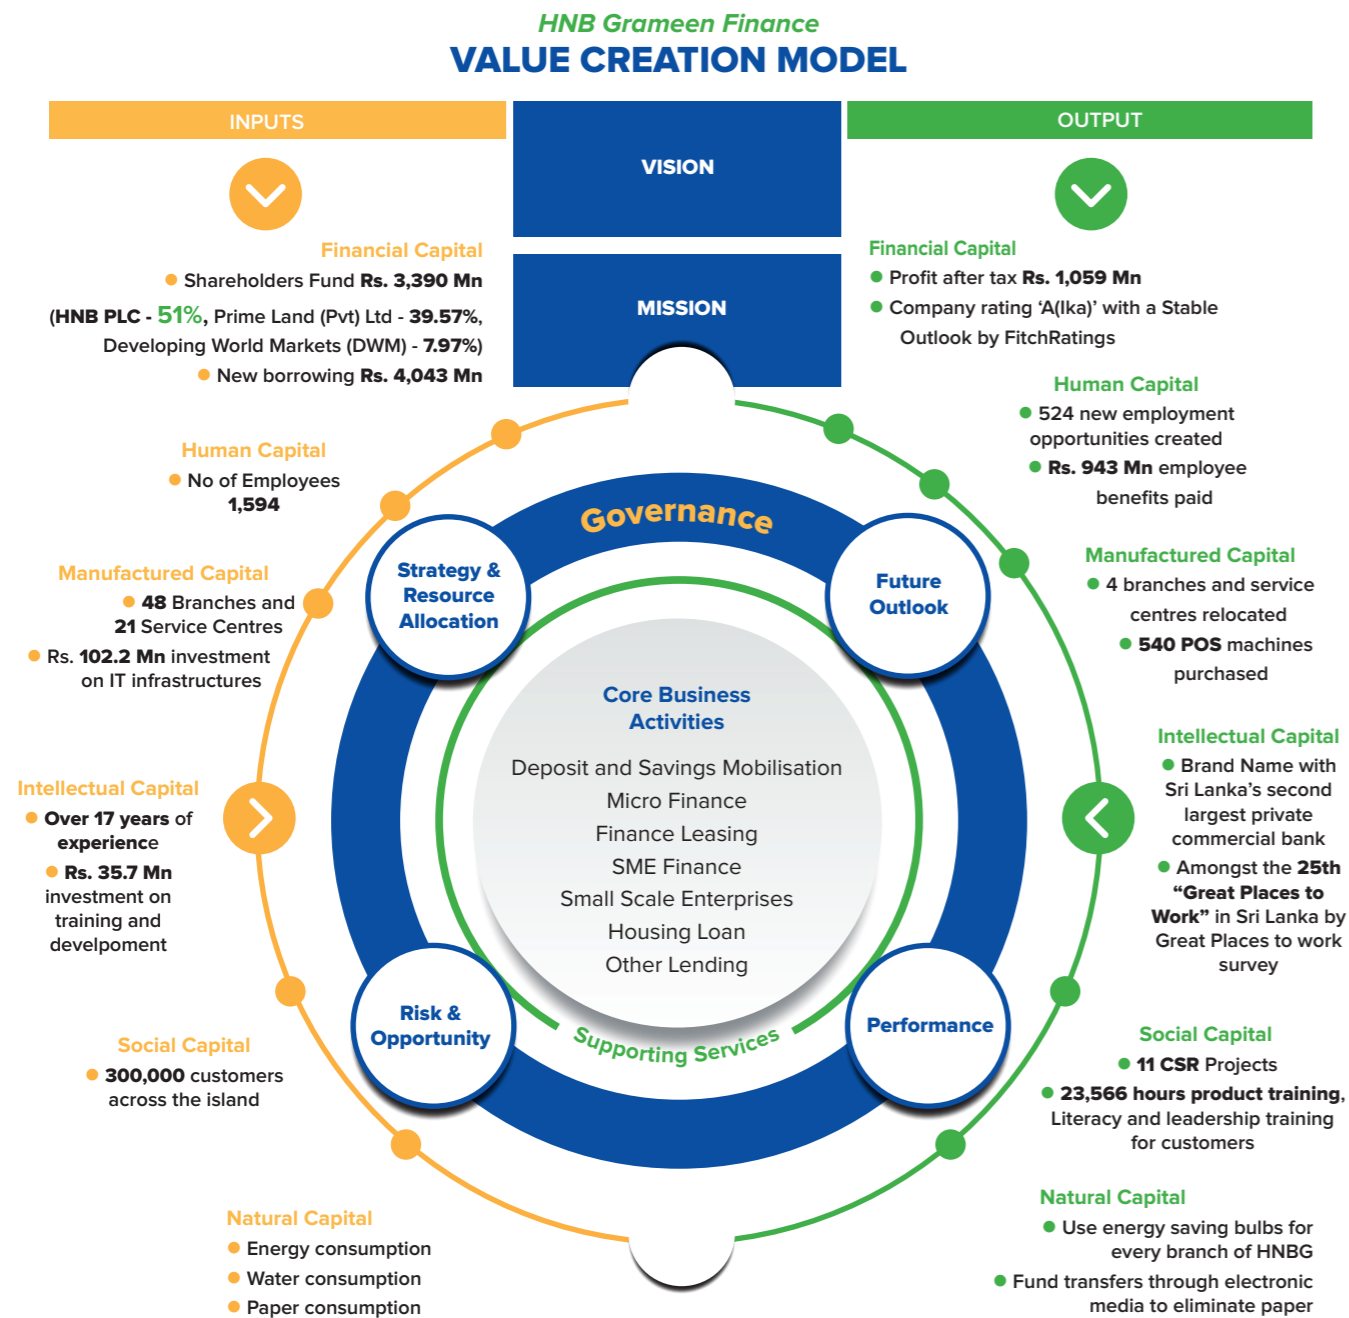 HNB Grameen Finance
VALUE CREATION MODEL
INPUTS
VISION
OUTPUT
MISSION
Financial Capital
Shareholders Fund Rs. 3,390 Mn
(HNB PLC - 51%, Prime Land (Pvt) Ltd - 39.57%,
Developing World Markets (DWM) - 7.97%)
New borrowing Rs. 4,043 Mn
Human Capital
No of Employees
1,594
Manufactured Capital
48 Branches and
21 Service Centres
Rs. 102.2 Mn investment
on IT infrastructures
Intellectual Capital
Over 17 years of
experience
Rs. 35.7 Mn
investment on
training and
develpoment
Social Capital
300,000 customers
across the island
Natural Capital
Energy consumption
Water consumption
Paper consumption
Governance
Strategy &
Resource
Allocation
Future
Outlook
Core Business
Activities
Deposit and Savings Mobilisation
Micro Finance
Finance Leasing
SME Finance
Small Scale Enterprises
Housing Loan
Other Lending
Risk &
Opportunity
Performance
Supporting Services
Financial Capital
Profit after tax Rs. 1,059 Mn
Company rating ‘A(lka)’ with a Stable
Outlook by FitchRatings
Human Capital
524 new employment
opportunities created
Rs. 943 Mn employee
benefits paid
Manufactured Capital
4 branches and service
centres relocated
540 POS machines
purchased
Intellectual Capital
Brand Name with
Sri Lanka’s second
largest private
commercial bank
Amongst the 25th
“Great Places to
Work” in Sri Lanka by
Great Places to work
survey
Social Capital
11 CSR Projects
23,566 hours product training,
Literacy and leadership training
for customers
Natural Capital
Use energy saving bulbs for
every branch of HNBG
Fund transfers through electronic
media to eliminate paper